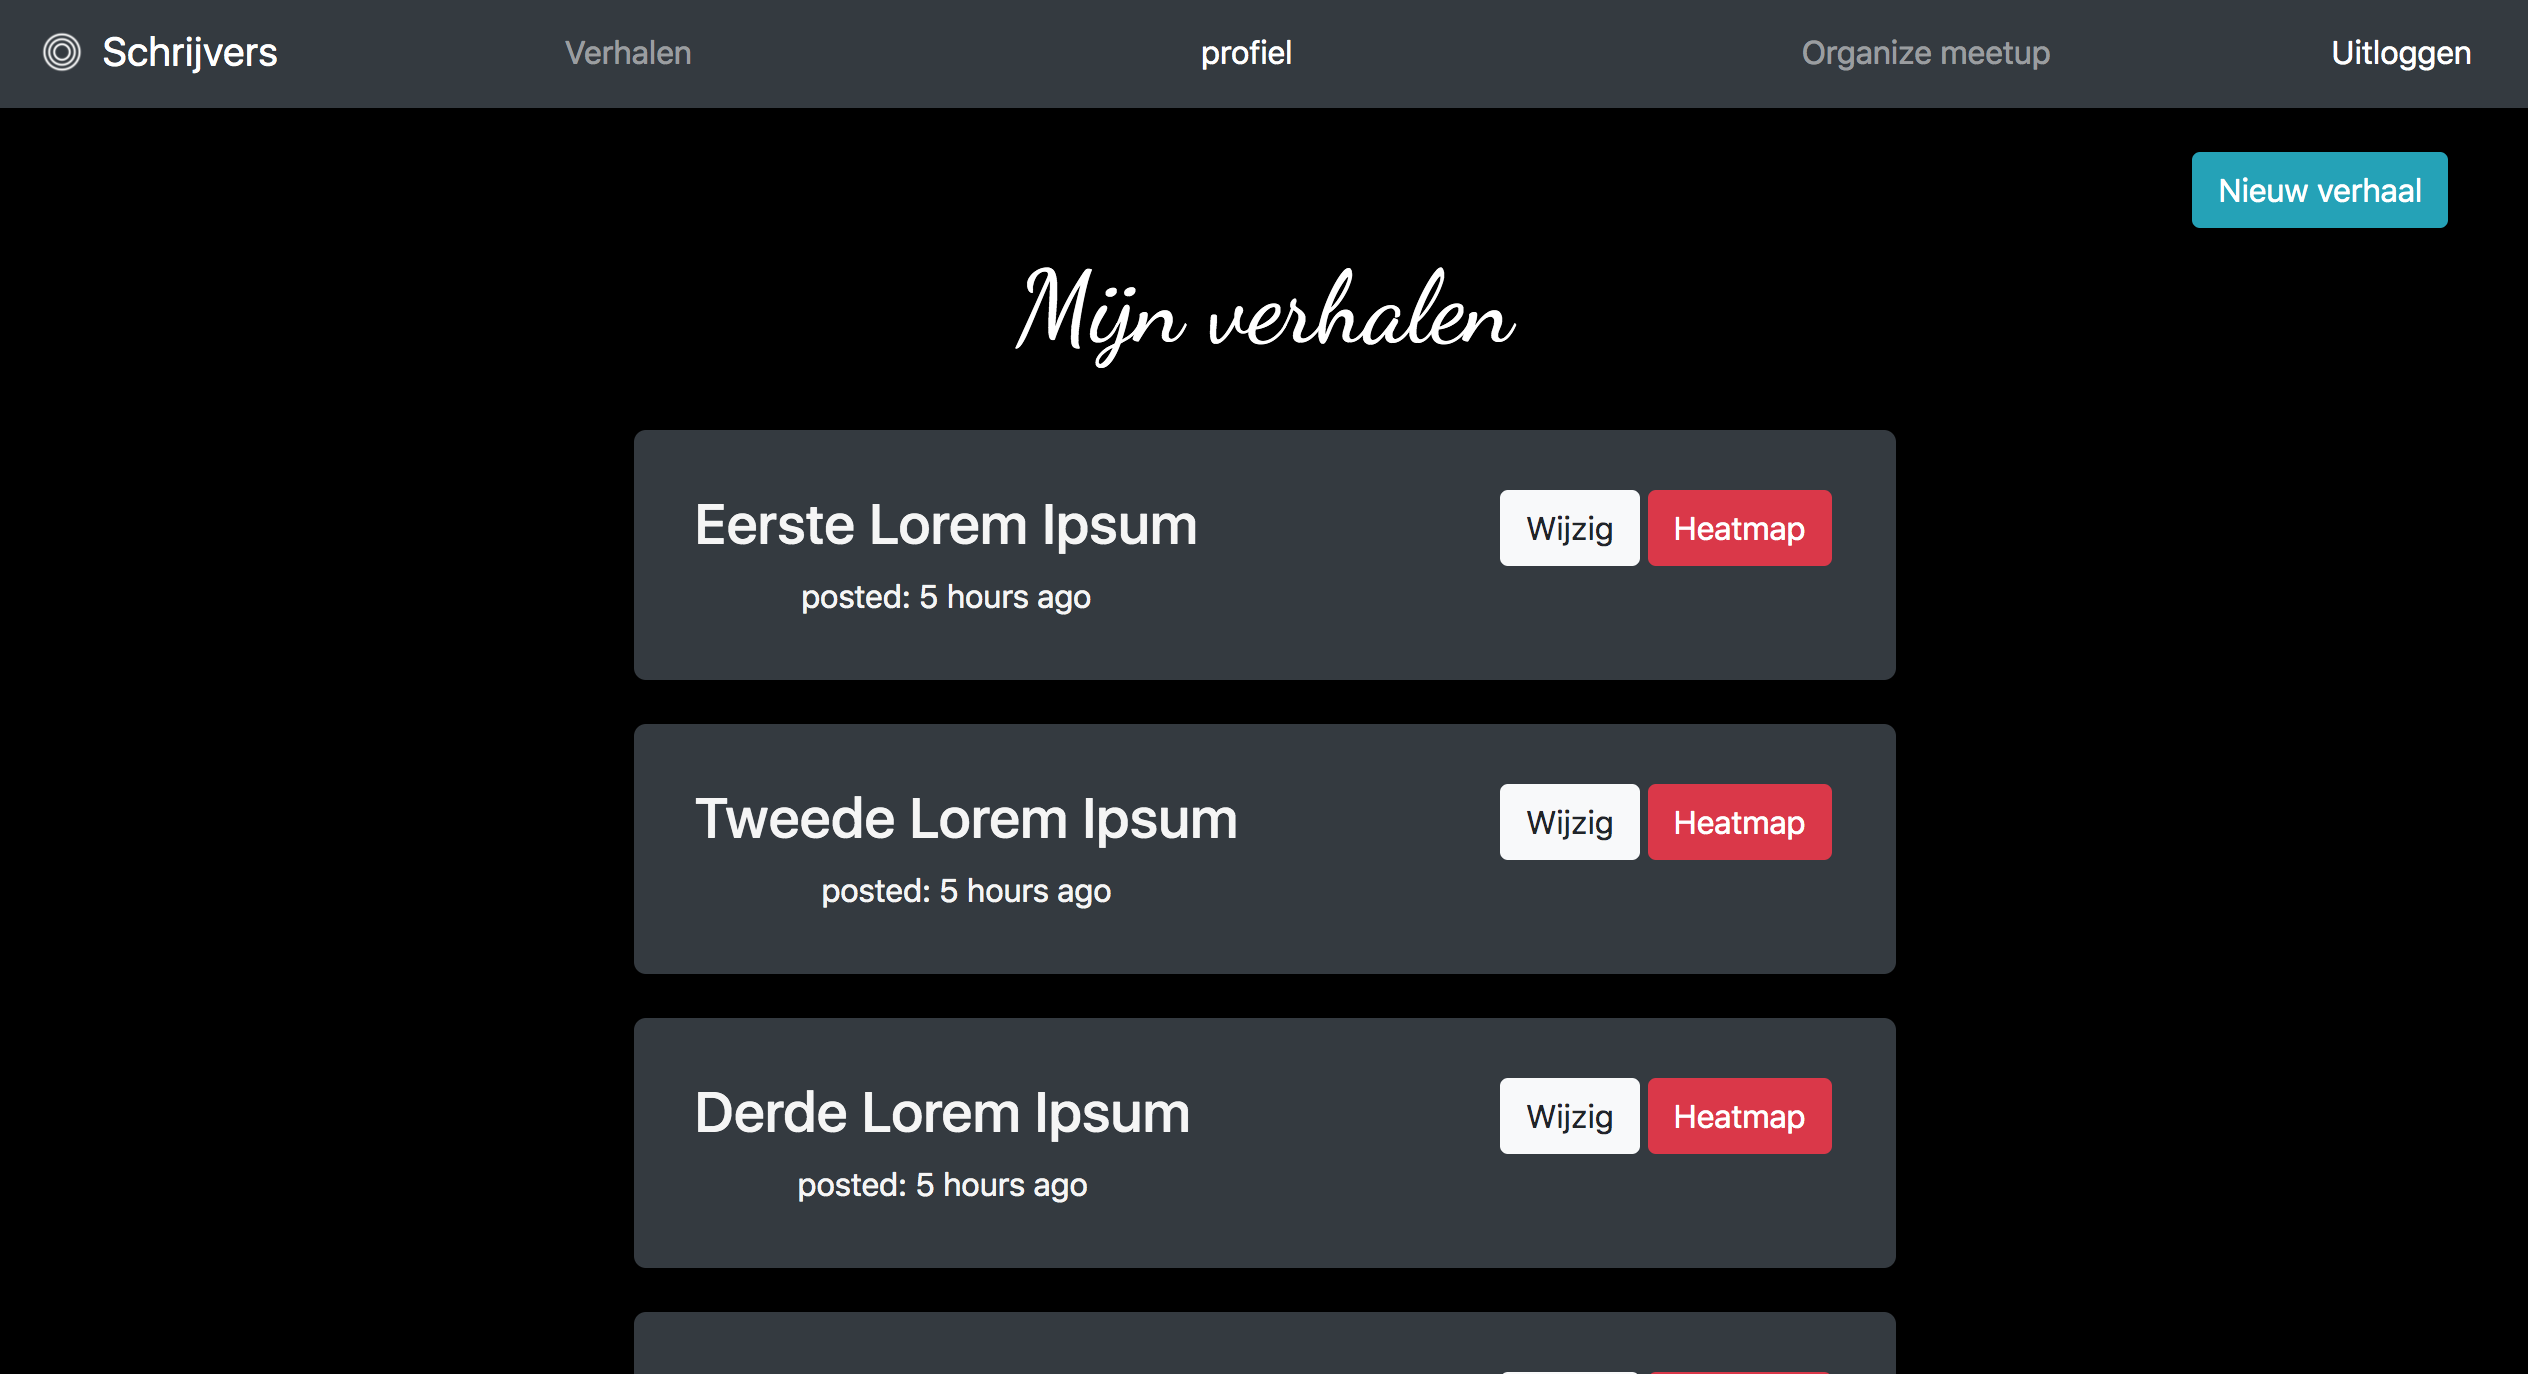 Schrijvers Verhalen profiel Organize meetup Uitloggen
Nieuw verhaal
Mijn verhalen
Eerste Lorem Ipsum Wijzig Heatmap
posted: 5 hours ago
Tweede Lorem Ipsum Wijzig Heatmap
posted: 5 hours ago
Derde Lorem Ipsum Wijzig Heatmap
posted: 5 hours ago